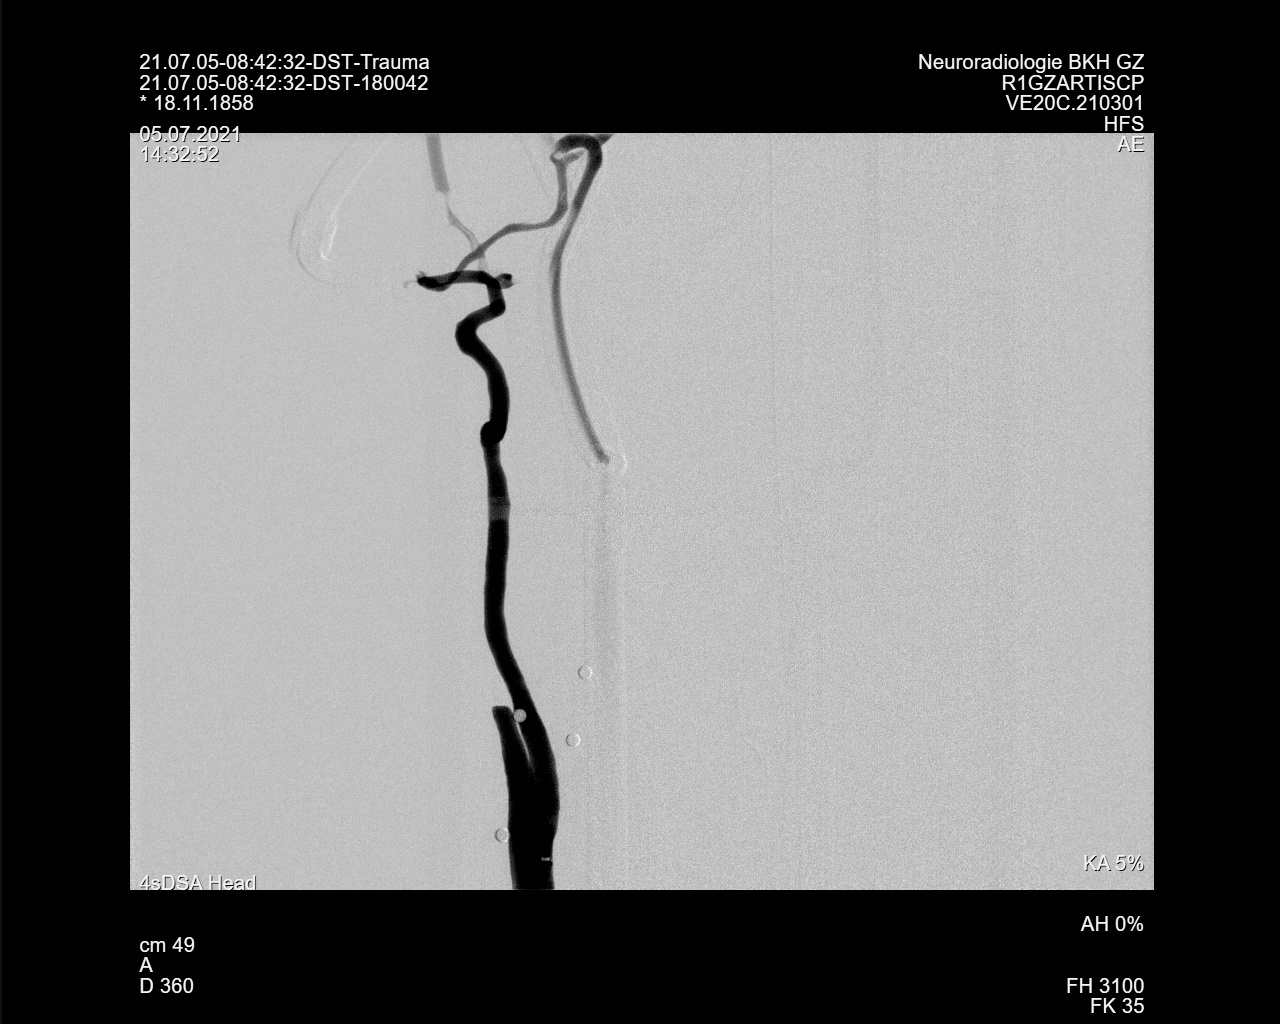 21.07.05-08:42:32-DST-Trauma
21.07.05-08:42:32-DST-180042
* 18.11.1858
05.07.2021
14:32:52
Neuroradiologie BKH GZ
R1GZARTISCP
VE20C.210301
HFS
AE
4sDSA Head
KA 5%
AH 0%
cm 49
A
D 360
FH 3100
FK 35